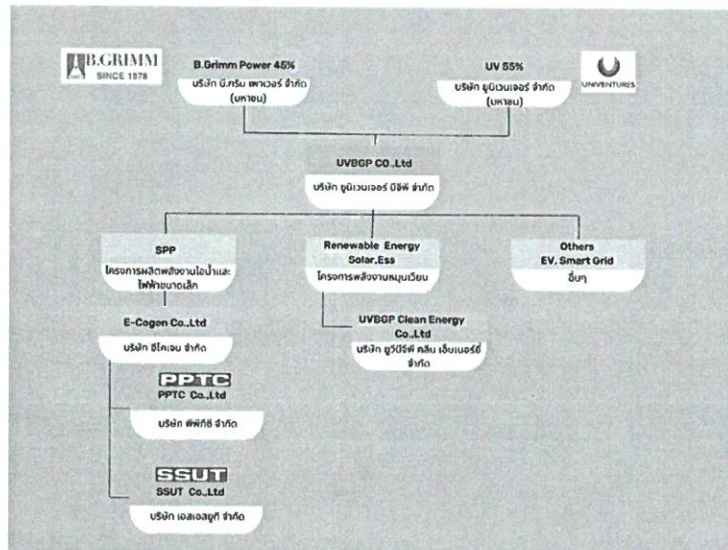 B.GRIMM
SINCE 1878
B.Grimm Power 45%
บริษัท บี.กริม เพาเวอร์ จำกัด
(มหาชน)
UV 55%
บริษัท ยูนิเวนเจอร์ จำกัด
(มหาชน)
UNIVENTURES
UVBGP CO.,Ltd
บริษัท ยูนิเวนเจอร์ บีจีพี จำกัด
SPP
โครงการผลิตพลังงานไอน้ำและ
ไฟฟ้าขนาดเล็ก
Renewable Energy
Solar.Ess
โครงการพลังงานหมุนเวียน
Others
EV. Smart Grid
อื่นๆ
E-Cogen Co.,Ltd
บริษัท อีโคเจน จำกัด
UVBGP Clean Energy
Co.,Ltd
บริษัท ยูวีบีจีพี คลีน เอ็นเนอร์ยี่
จำกัด
PPTC
PPTC Co.,Ltd
บริษัท พีพีทีซี จำกัด
SSUT
SSUT Co.,Ltd
บริษัท เอสเอสยูที จำกัด